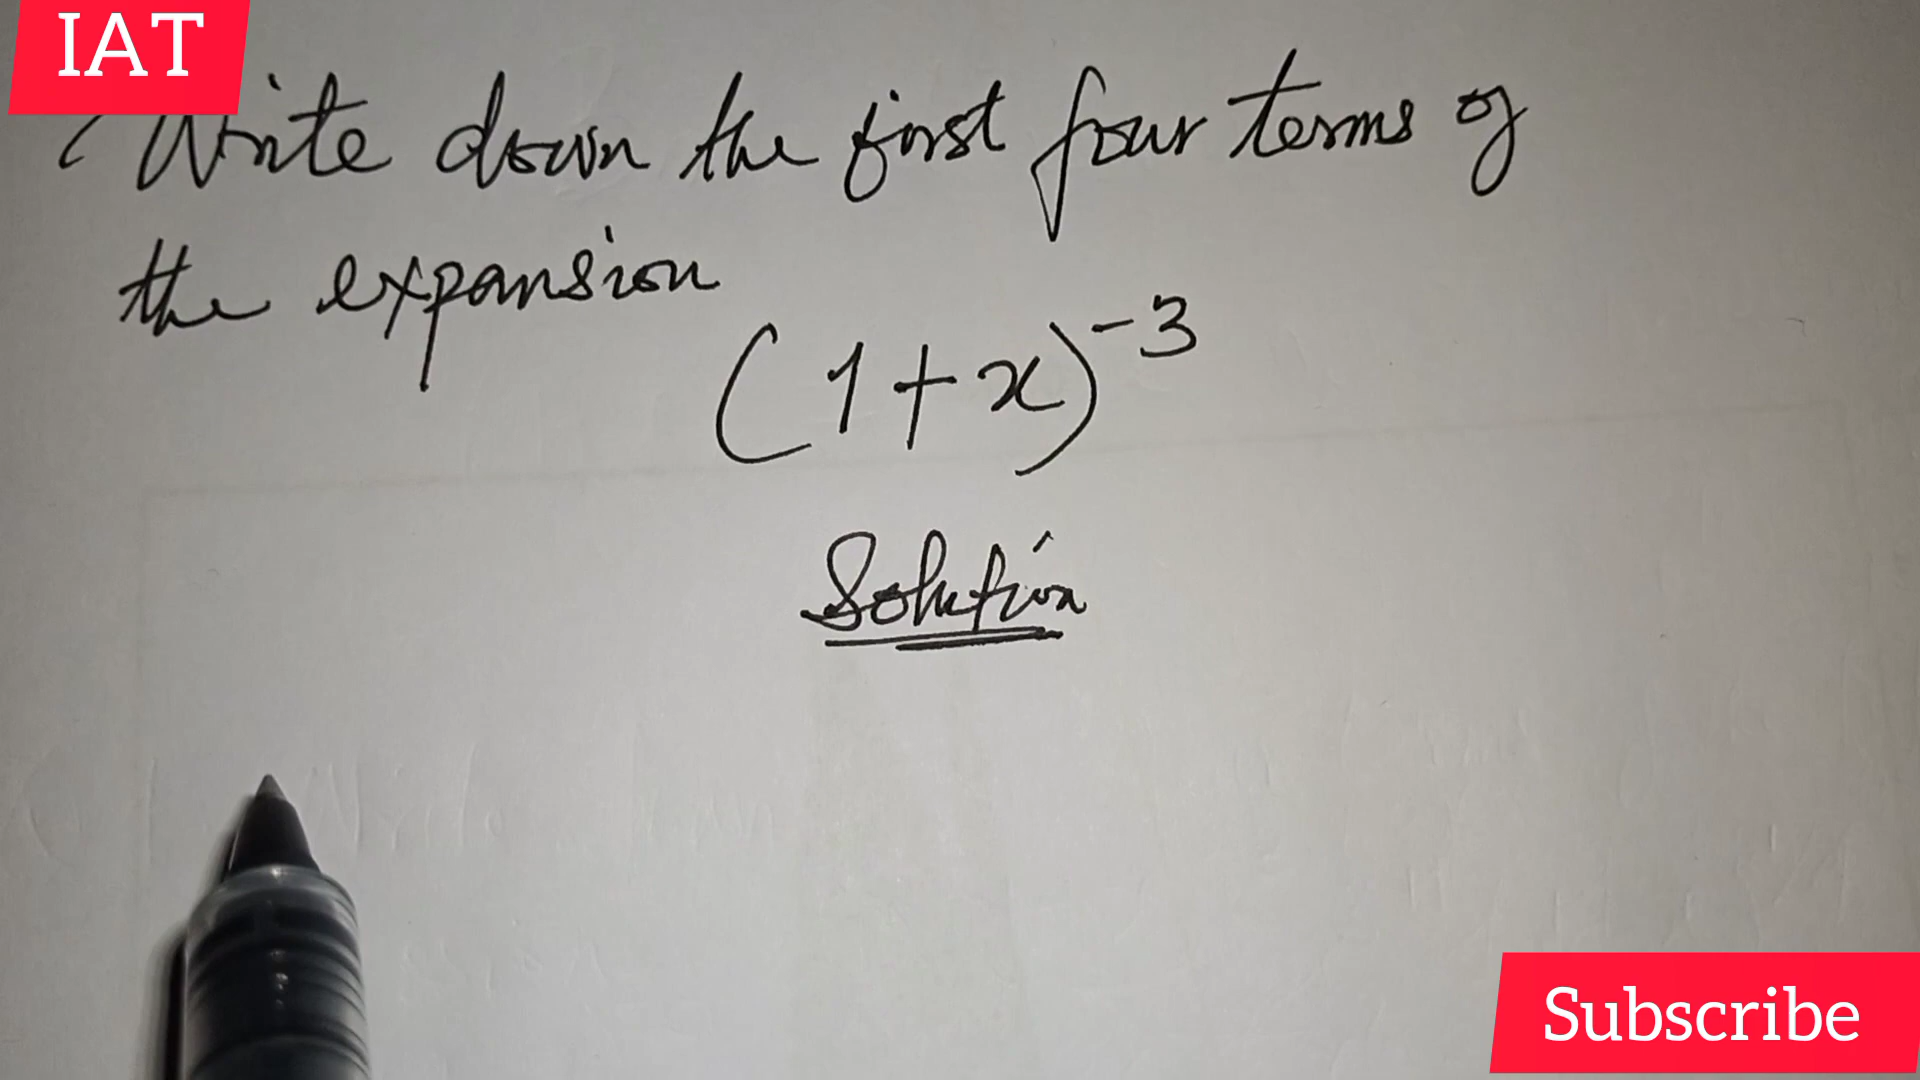 IAT
Write down the first four terms of
the expansion
(1+x)⁻³
Solution
Subscribe